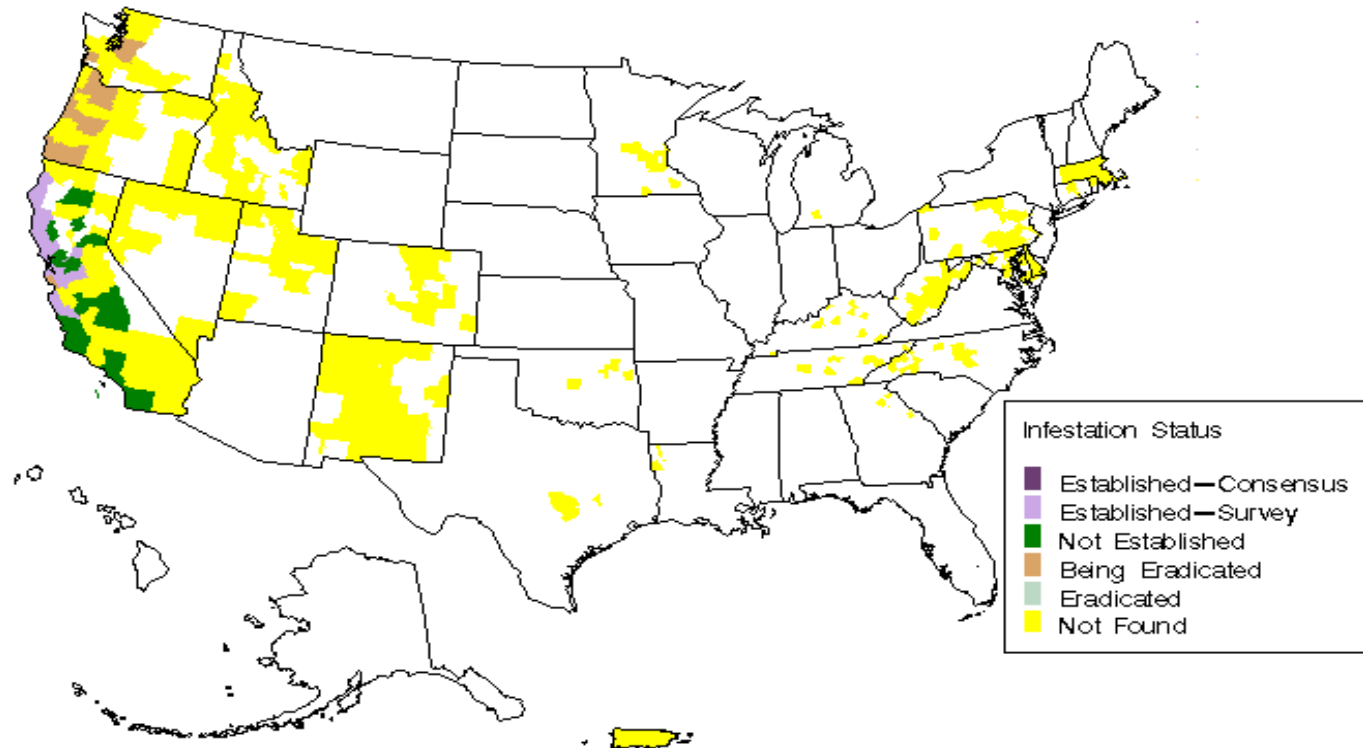 Infestation Status
Established—Consensus
Established—Survey
Not Established
Being Eradicated
Eradicated
Not Found